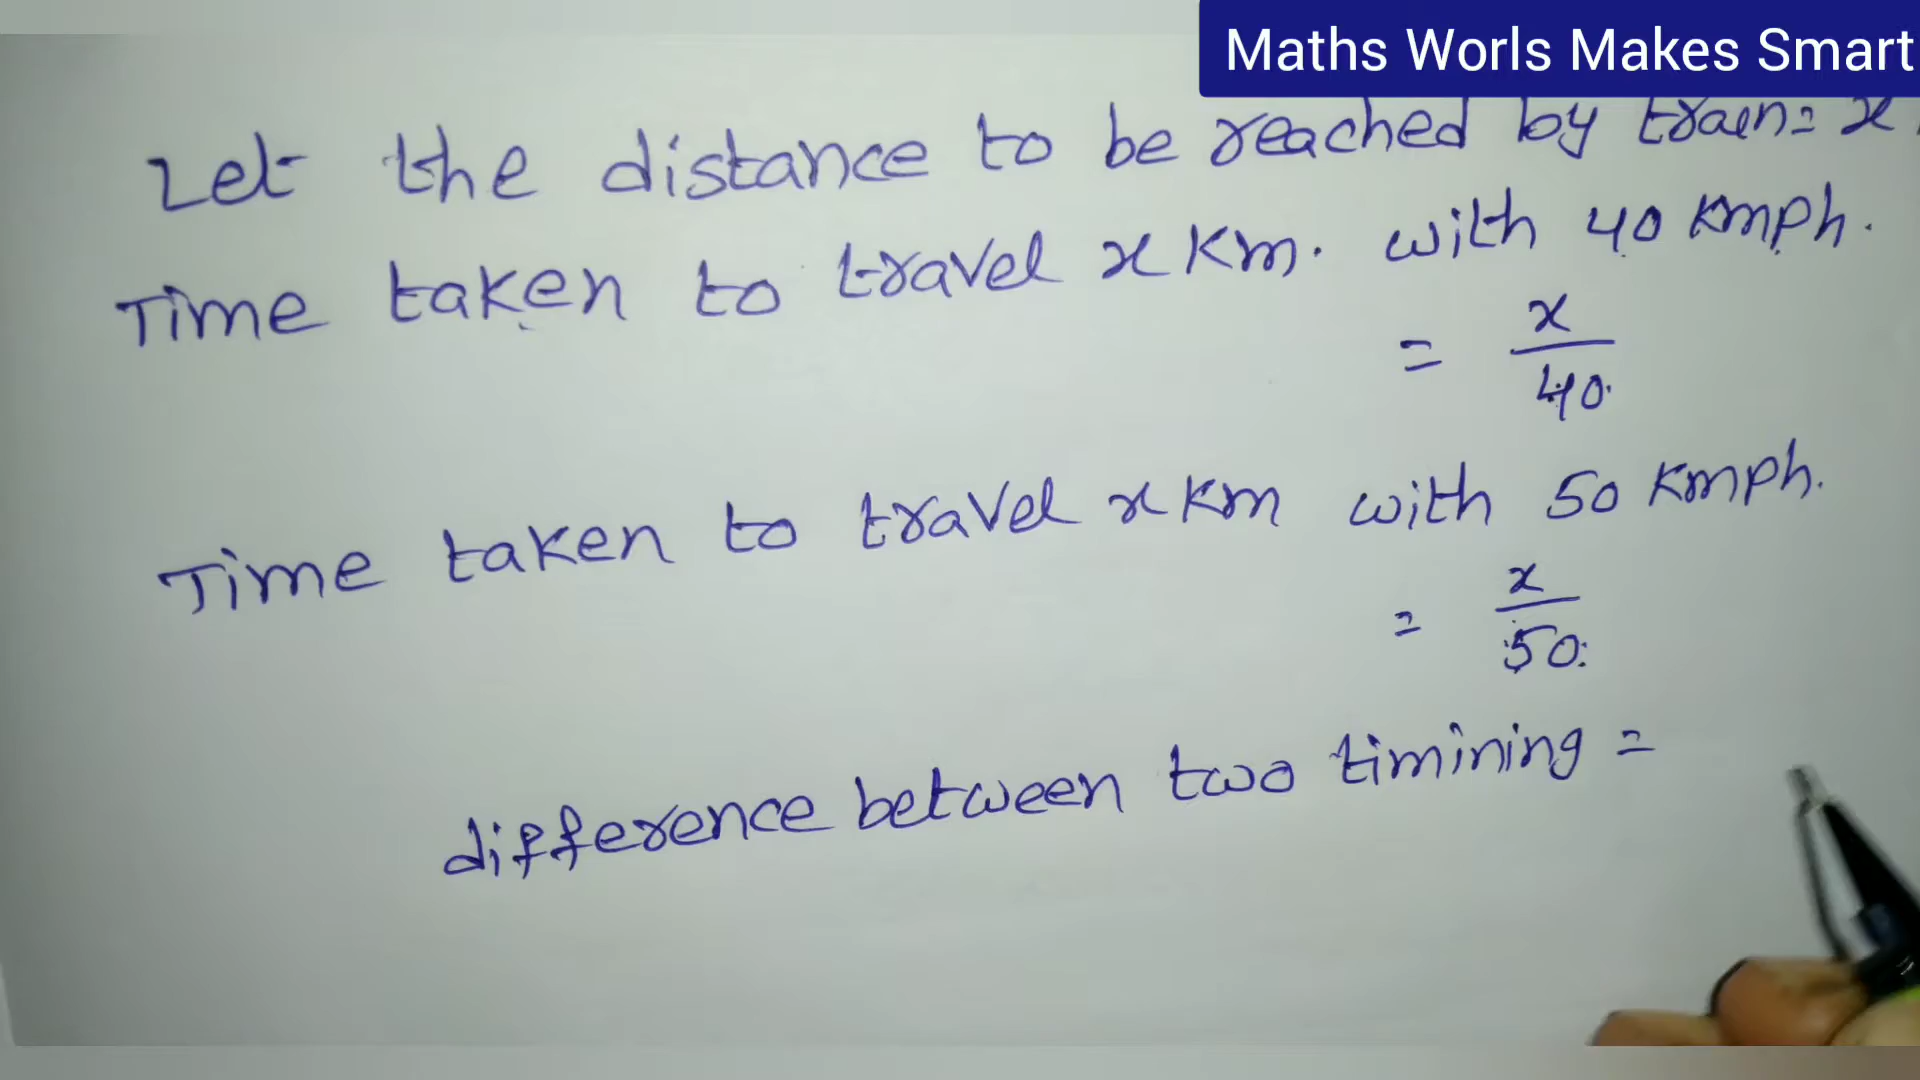 Maths Worls Makes Smart
Let the distance to be reached by train = x
Time taken to travel x Km. with 40 kmph.
= x/40
Time taken to travel x Km with 50 kmph.
= x/50
difference between two timining =